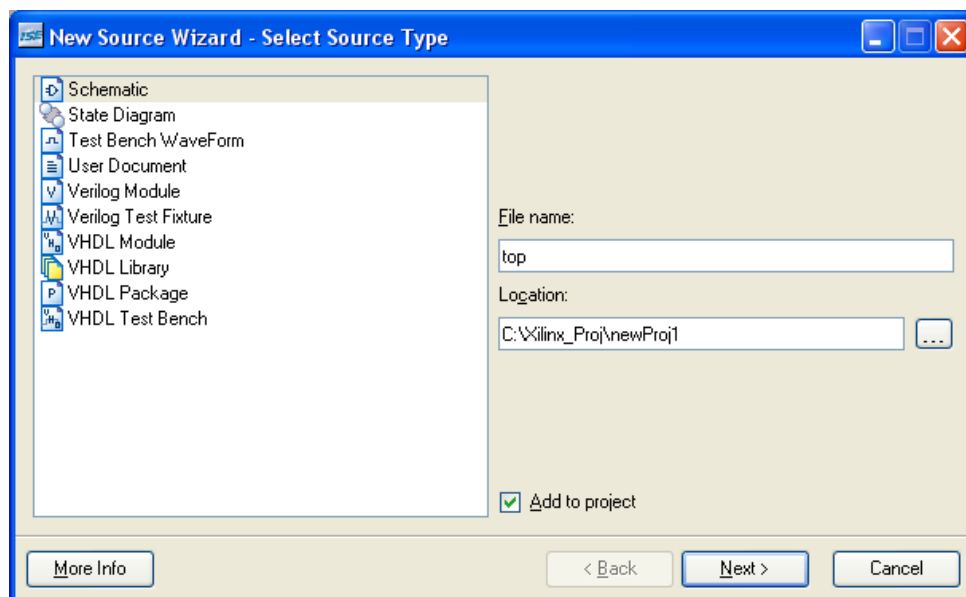 ISE New Source Wizard - Select Source Type
Schematic
State Diagram
Test Bench WaveForm
User Document
Verilog Module
Verilog Test Fixture
VHDL Module
VHDL Library
VHDL Package
VHDL Test Bench
File name:
top
Location:
C:\Xilinx_Proj\newProj1
...
Add to project
More Info
< Back
Next >
Cancel